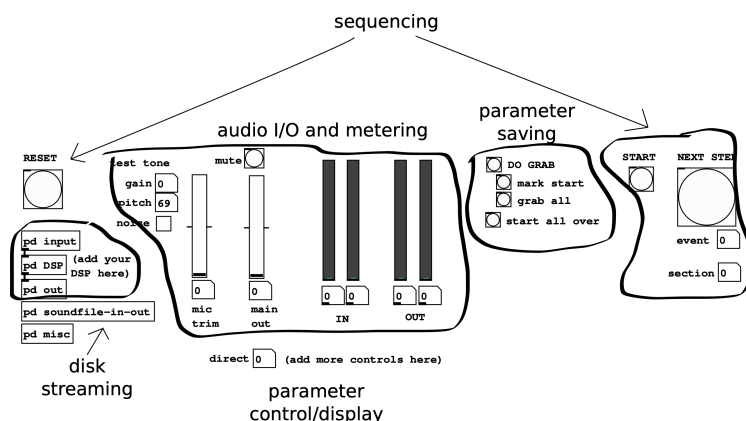 sequencing
audio I/O and metering
parameter
saving
RESET
test tone
mute
gain 0
pitch 69
noise
DO GRAB
mark start
grab all
start all over
START
NEXT STEP
event 0
section 0
pd input
pd DSP
(add your
DSP here)
pd out
pd soundfile-in-out
pd misc
0
mic
trim
0
main
out
0 0
IN
0 0
OUT
direct 0 (add more controls here)
disk
streaming
parameter
control/display